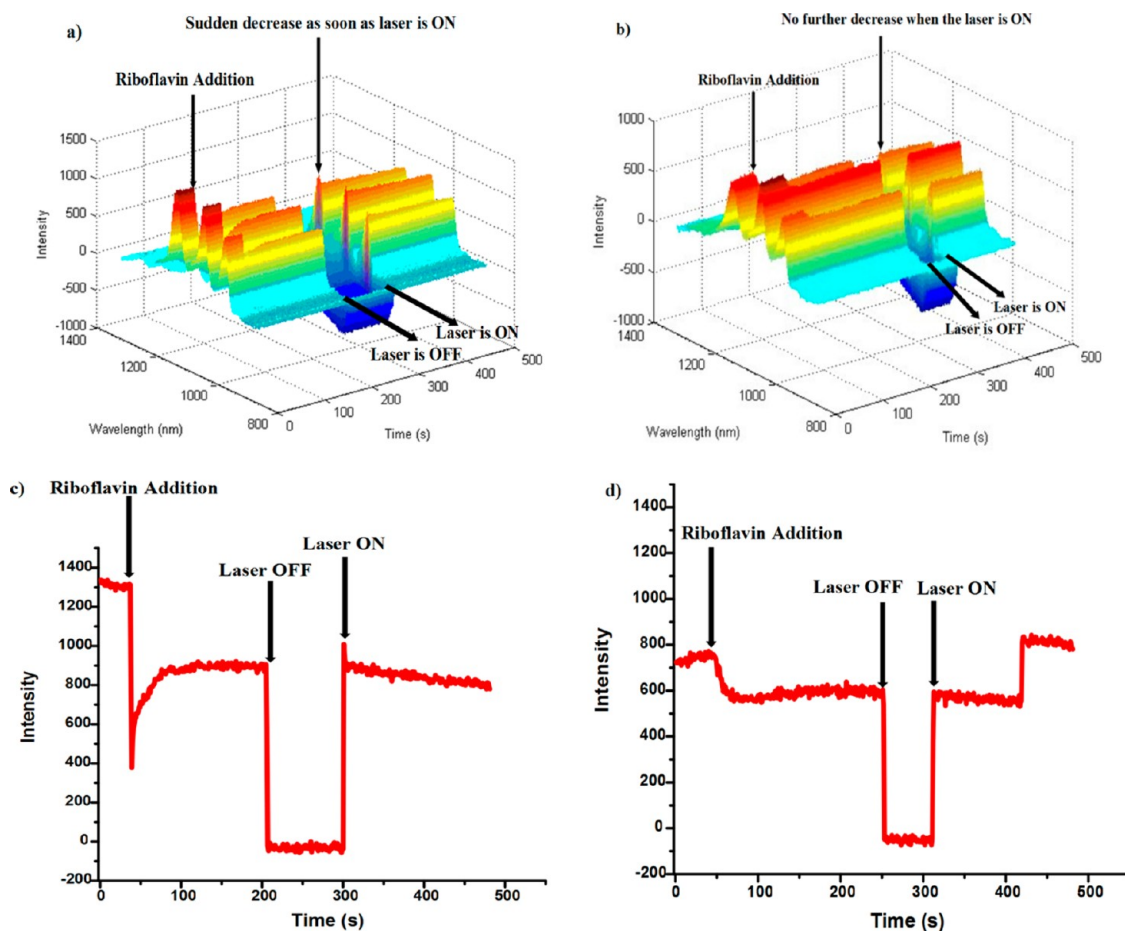 a)
Sudden decrease as soon as laser is ON
Riboflavin Addition
1500
1000
500
0
-500
-1000
1400
1200
1000
800
0
100
200
300
400
500
Intensity
Wavelength (nm)
Time (s)
Laser is ON
Laser is OFF
b)
No further decrease when the laser is ON
Riboflavin Addition
1000
500
0
-500
-1000
1400
1200
1000
800
0
100
200
300
400
500
Intensity
Wavelength (nm)
Time (s)
Laser is ON
Laser is OFF
c)
Riboflavin Addition
Laser OFF
Laser ON
1400
1200
1000
800
600
400
200
0
-200
0
100
200
300
400
500
Intensity
Time (s)
d)
Riboflavin Addition
Laser OFF
Laser ON
1400
1200
1000
800
600
400
200
0
-200
0
100
200
300
400
500
Intensity
Time (s)